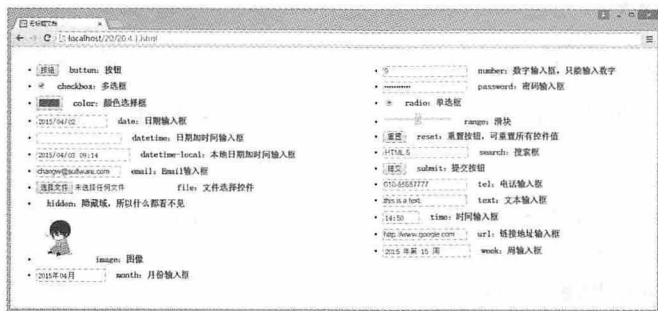 无标题文档
localhost/20/20.4.1.html
按钮 button: 按钮
checkbox: 多选框
color: 颜色选择框
2015/04/02 date: 日期输入框
datetime: 日期加时间输入框
2015/04/03 09:14 datetime-local: 本地日期加时间输入框
email: Email输入框
选择文件 未选择任何文件 file: 文件选择控件
hidden: 隐藏域, 所以什么都看不见
image: 图像
2015年04月 month: 月份输入框
5 number: 数字输入框, 只能输入数字
password: 密码输入框
radio: 单选框
range: 滑块
重置 reset: 重置按钮, 可重置所有控件值
HTML 5 search: 搜索框
提交 submit: 提交按钮
010-88887777 tel: 电话输入框
this is a text. text: 文本输入框
14:50 time: 时间输入框
http://www.google.com url: 链接地址输入框
2015 年第 15 周 week: 周输入框